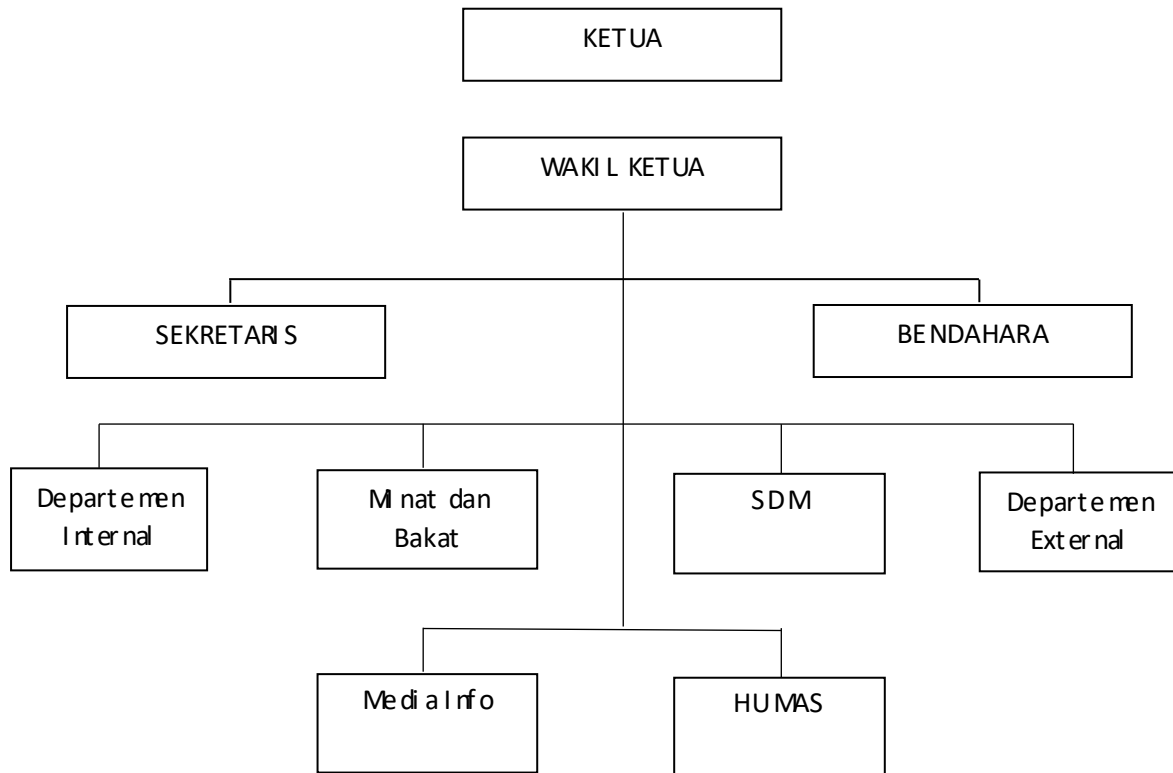 KETUA
WAKIL KETUA
SEKRETARIS
BENDAHARA
Departemen
Internal
Minat dan
Bakat
SDM
Departemen
External
Media Info
HUMAS